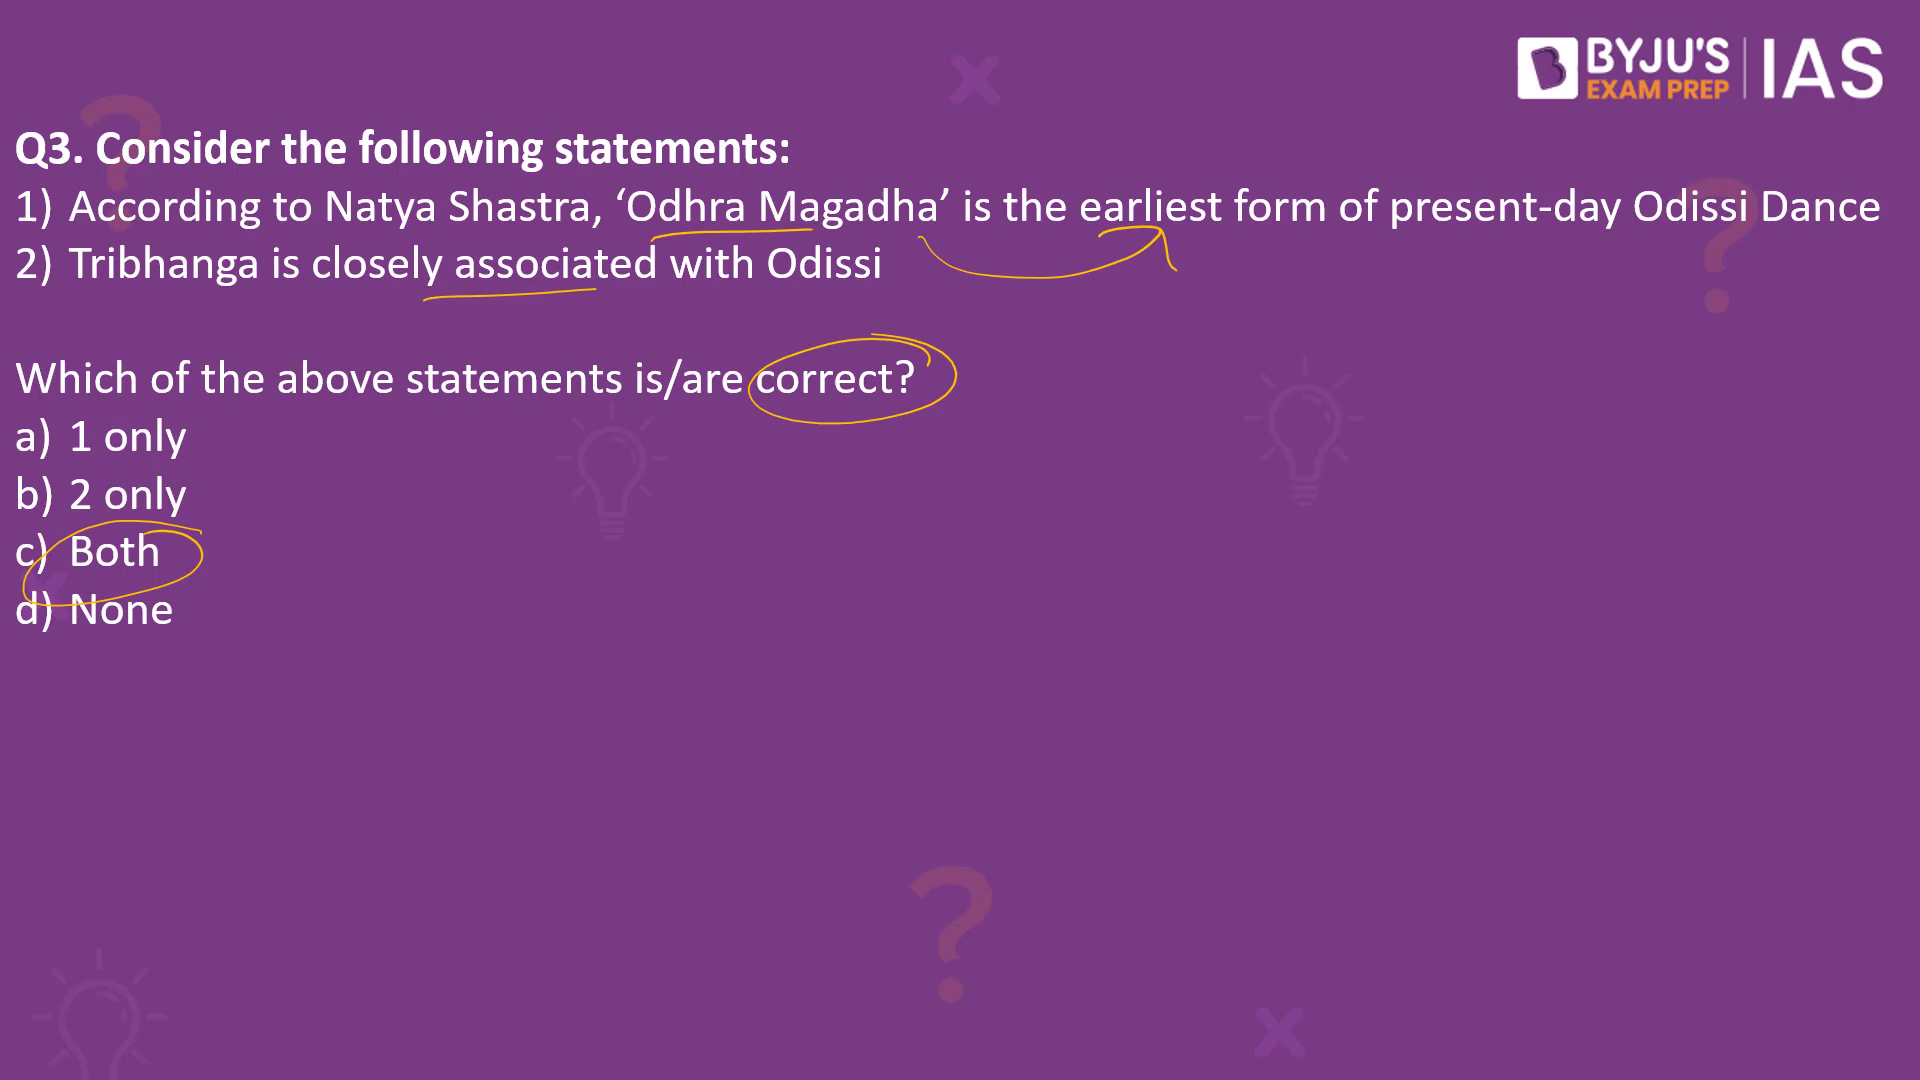 BYJU'S
EXAM PREP
IAS
Q3. Consider the following statements:
1) According to Natya Shastra, ‘Odhra Magadha’ is the earliest form of present-day Odissi Dance
2) Tribhanga is closely associated with Odissi
Which of the above statements is/are correct?
a) 1 only
b) 2 only
c) Both
d) None